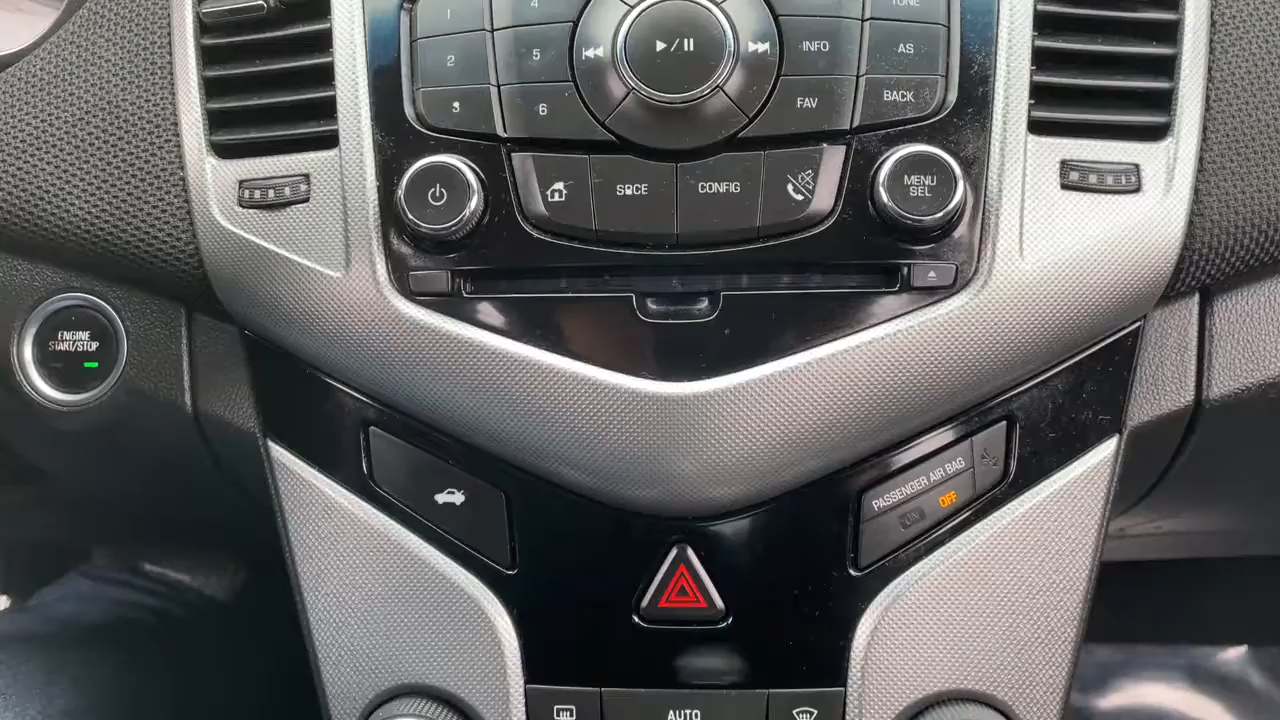 1
4
TONE
2
5
INFO
AS
3
6
FAV
BACK
CONFIG
MENU
SEL
ENGINE
START/STOP
PASSENGER AIR BAG
ON OFF
AUTO